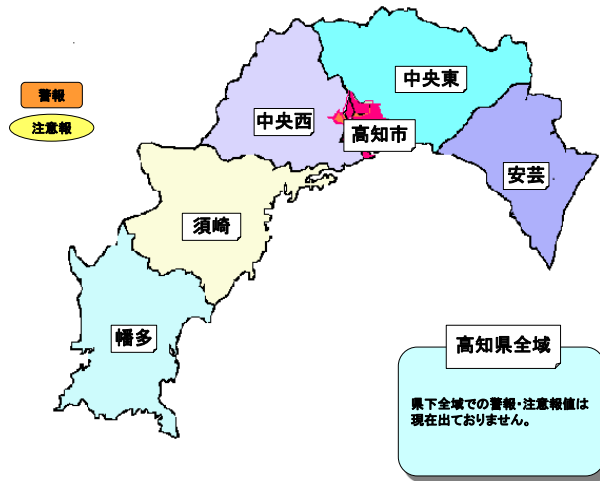 警報
注意報
中央東
中央西
高知市
安芸
須崎
幡多
高知県全域
県下全域での警報・注意報値は
現在出ておりません。